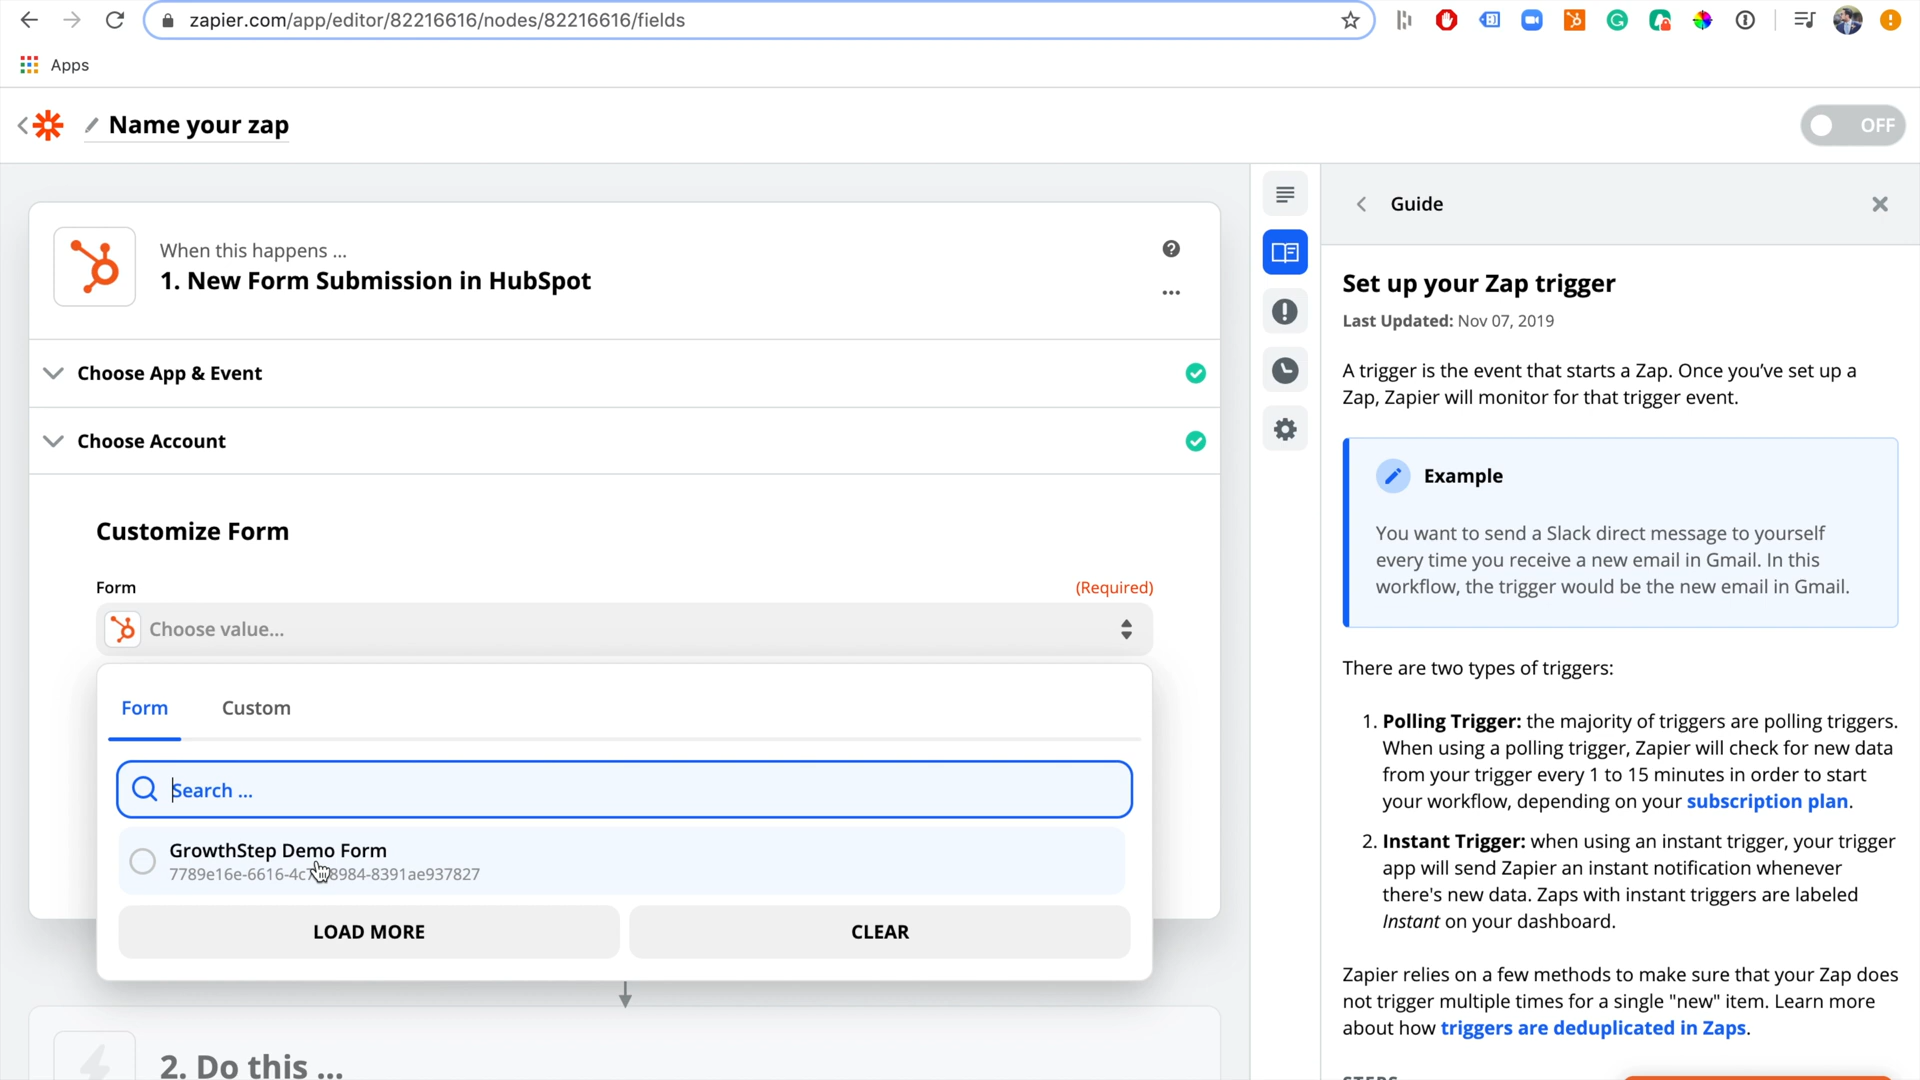 zapier.com/app/editor/82216616/nodes/82216616/fields
Apps
Name your zap
OFF
When this happens ...
1. New Form Submission in HubSpot
Choose App & Event
Choose Account
Customize Form
Form
(Required)
Choose value...
Form
Custom
Search ...
GrowthStep Demo Form
7789e16e-6616-4c 8984-8391ae937827
LOAD MORE
CLEAR
2. Do this ...
Guide
Set up your Zap trigger
Last Updated: Nov 07, 2019
A trigger is the event that starts a Zap. Once you've set up a
Zap, Zapier will monitor for that trigger event.
Example
You want to send a Slack direct message to yourself
every time you receive a new email in Gmail. In this
workflow, the trigger would be the new email in Gmail.
There are two types of triggers:
1. Polling Trigger: the majority of triggers are polling triggers.
When using a polling trigger, Zapier will check for new data
from your trigger every 1 to 15 minutes in order to start
your workflow, depending on your subscription plan.
2. Instant Trigger: when using an instant trigger, your trigger
app will send Zapier an instant notification whenever
there's new data. Zaps with instant triggers are labeled
Instant on your dashboard.
Zapier relies on a few methods to make sure that your Zap does
not trigger multiple times for a single "new" item. Learn more
about how triggers are deduplicated in Zaps.
STEPS